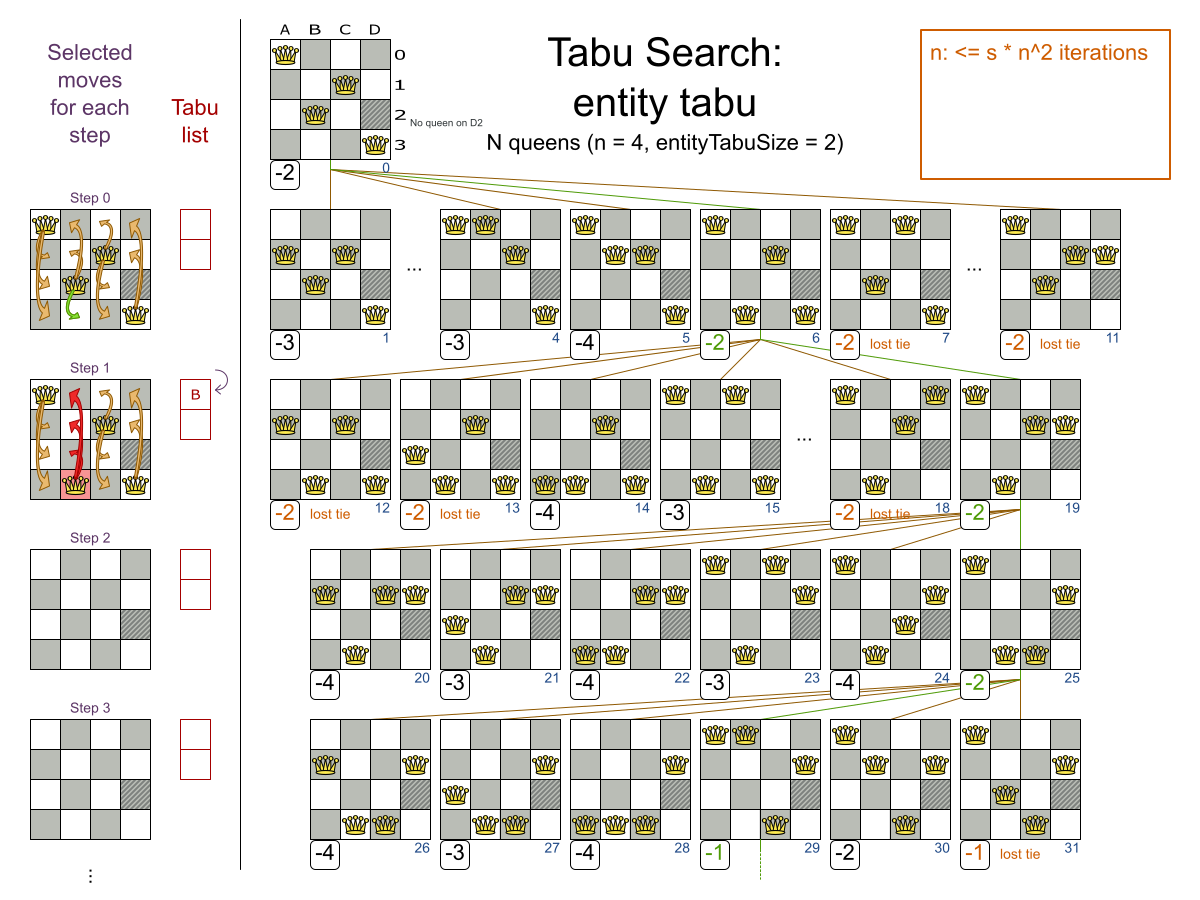 Selected
moves
for each
step
Tabu
list
A B C D
0
1
2
3
No queen on D2
-2
0
Tabu Search:
entity tabu
N queens (n = 4, entityTabuSize = 2)
n: <= s * n^2 iterations
Step 0
...
...
-3
1
-3
4
-4
5
-2
6
-2 lost tie
7
-2 lost tie
11
Step 1
B
...
-2 lost tie
12
-2 lost tie
13
-4
14
-3
15
-2 lost tie
18
-2
19
Step 2
-4
20
-3
21
-4
22
-3
23
-4
24
-2
25
Step 3
-4
26
-3
27
-4
28
-1
29
-2
30
-1 lost tie
31
...